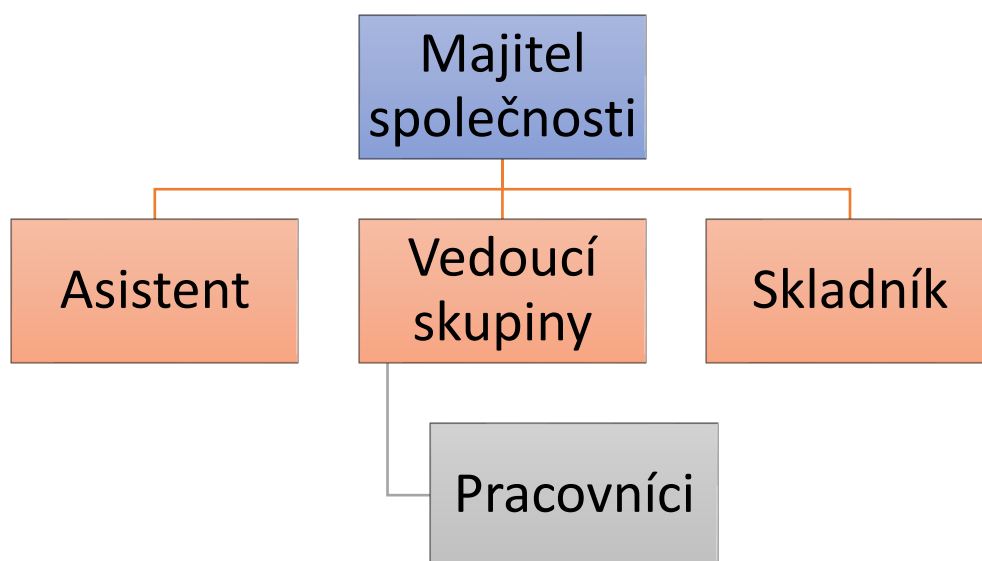 Majitel
společnosti
Asistent
Vedoucí
skupiny
Skladník
Pracovníci